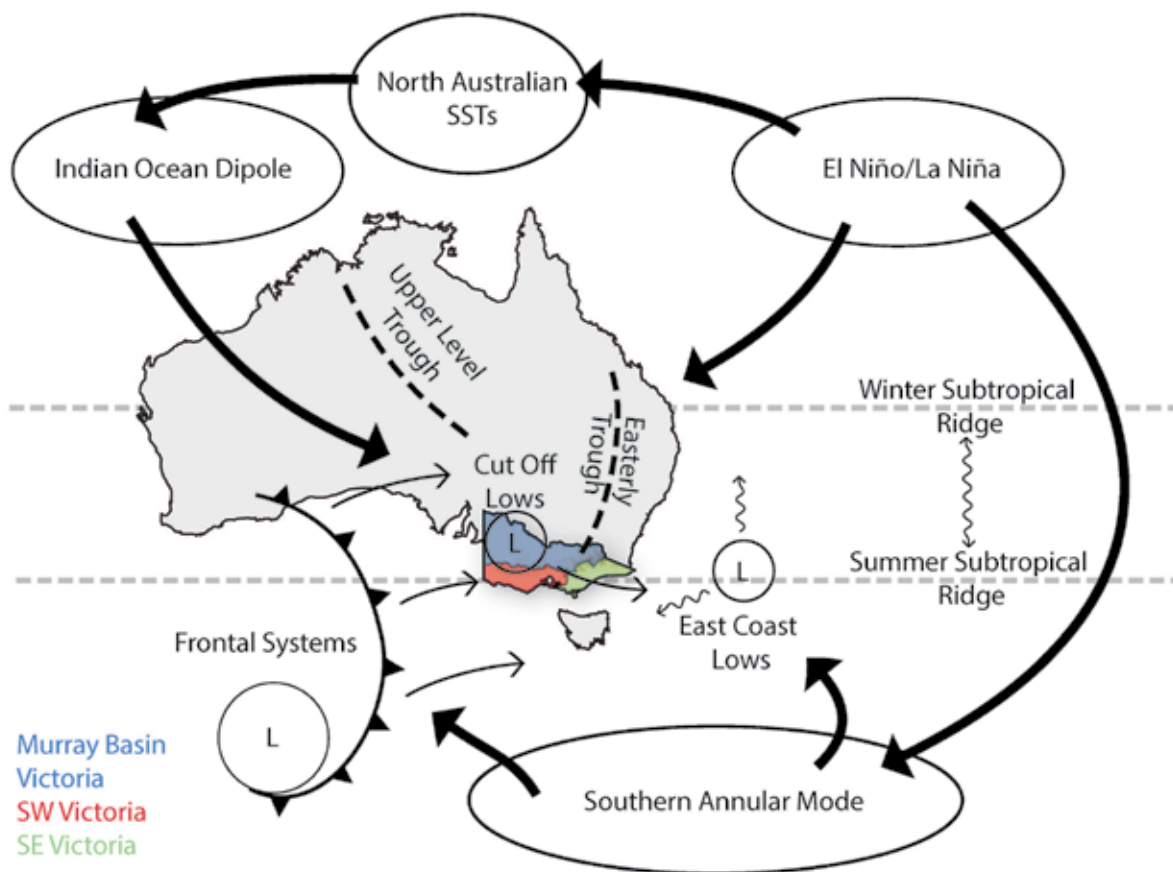 North Australian
SSTs
Indian Ocean Dipole
El Niño/La Niña
Upper Level
Trough
Easterly
Trough
Winter Subtropical
Ridge
Cut Off
Lows
L
L
Summer Subtropical
Ridge
East Coast
Lows
Frontal Systems
L
Murray Basin
Victoria
SW Victoria
SE Victoria
Southern Annular Mode